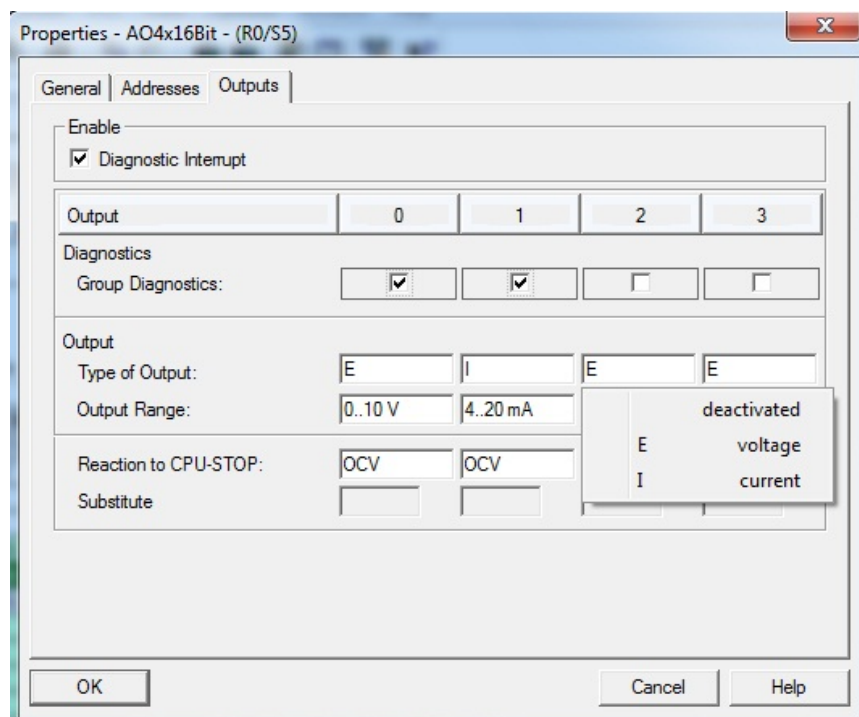 Properties - AO4x16Bit - (R0/S5)
General Addresses Outputs
Enable
Diagnostic Interrupt
Output 0 1 2 3
Diagnostics
Group Diagnostics:
Output
Type of Output: E I E E
Output Range: 0..10 V 4..20 mA
deactivated
E voltage
I current
Reaction to CPU-STOP: OCV OCV
Substitute
OK Cancel Help